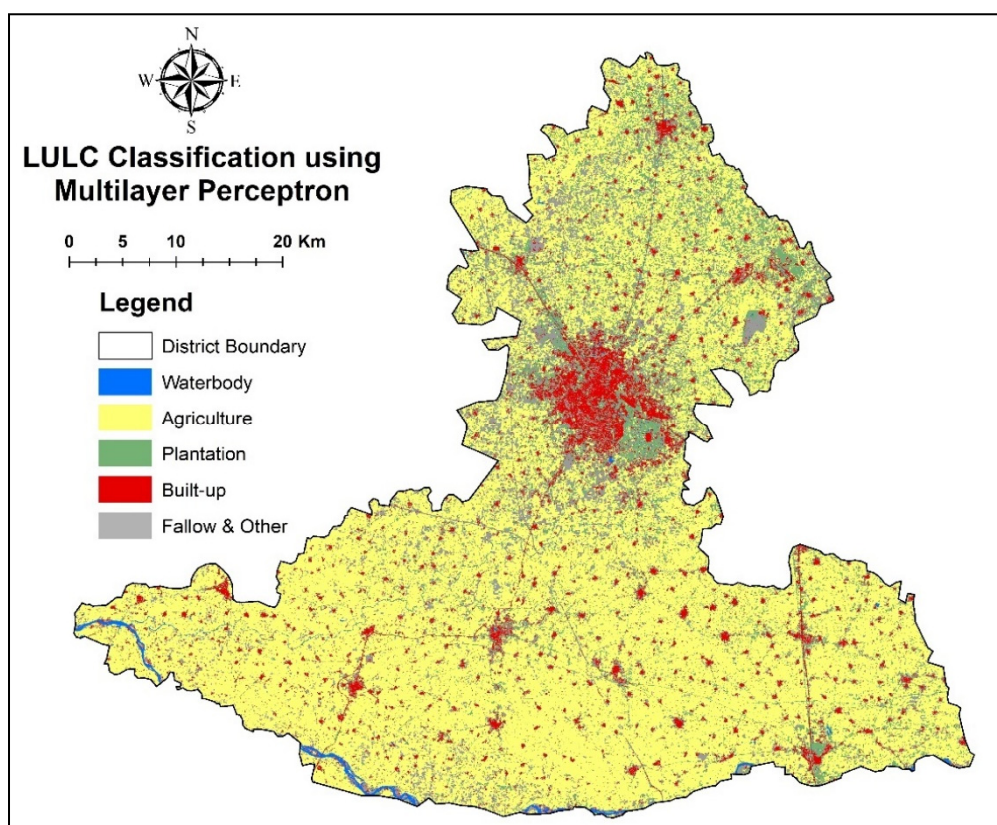 N
W E
S
LULC Classification using
Multilayer Perceptron
0 5 10 20 Km
Legend
District Boundary
Waterbody
Agriculture
Plantation
Built-up
Fallow & Other